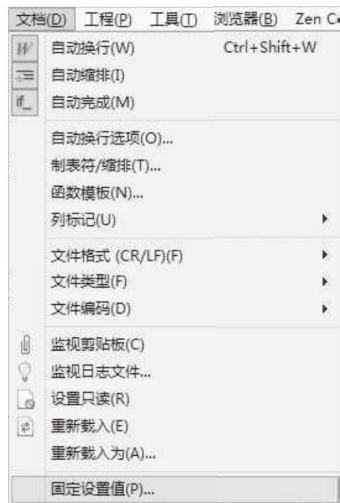 文档(D) 工程(P) 工具(T) 浏览器(B) Zen C
自动换行(W) Ctrl+Shift+W
自动缩排(I)
if_ 自动完成(M)
自动换行选项(O)...
制表符/缩排(T)...
函数模板(N)...
列标记(U)
文件格式 (CR/LF)(F)
文件类型(F)
文件编码(D)
监视剪贴板(C)
监视日志文件...
设置只读(R)
重新载入(E)
重新载入为(A)...
固定设置值(P)...